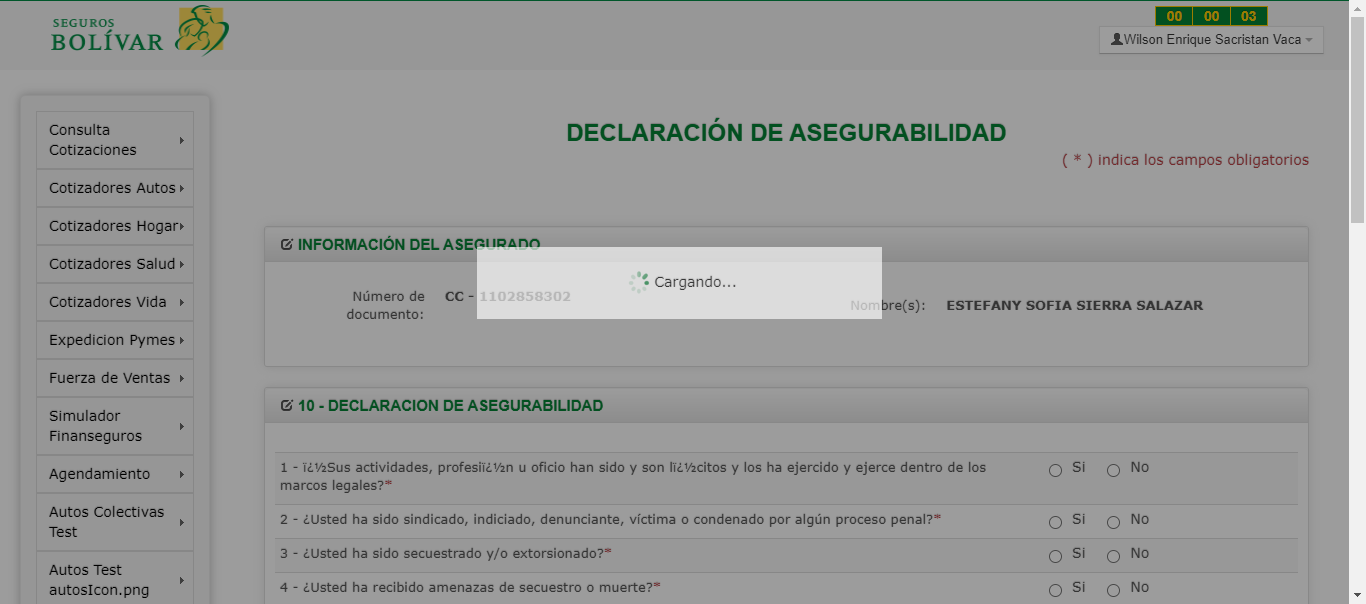 SEGUROS
BOLÍVAR
00 00 03
Wilson Enrique Sacristan Vaca
Consulta
Cotizaciones
Cotizadores Autos
Cotizadores Hogar
Cotizadores Salud
Cotizadores Vida
Expedicion Pymes
Fuerza de Ventas
Simulador
Finanseguros
Agendamiento
Autos Colectivas
Test
Autos Test
autosIcon.png
DECLARACIÓN DE ASEGURABILIDAD
( * ) indica los campos obligatorios
INFORMACIÓN DEL ASEGURADO
Cargando...
Número de
documento:
CC - 1102858302
Nombre(s): ESTEFANY SOFIA SIERRA SALAZAR
10 - DECLARACION DE ASEGURABILIDAD
1 - ï¿½Sus actividades, profesiï¿½n u oficio han sido y son lï¿½citos y los ha ejercido y ejerce dentro de los
marcos legales?* Si No
2 - ¿Usted ha sido sindicado, indiciado, denunciante, víctima o condenado por algún proceso penal?* Si No
3 - ¿Usted ha sido secuestrado y/o extorsionado?* Si No
4 - ¿Usted ha recibido amenazas de secuestro o muerte?* Si No